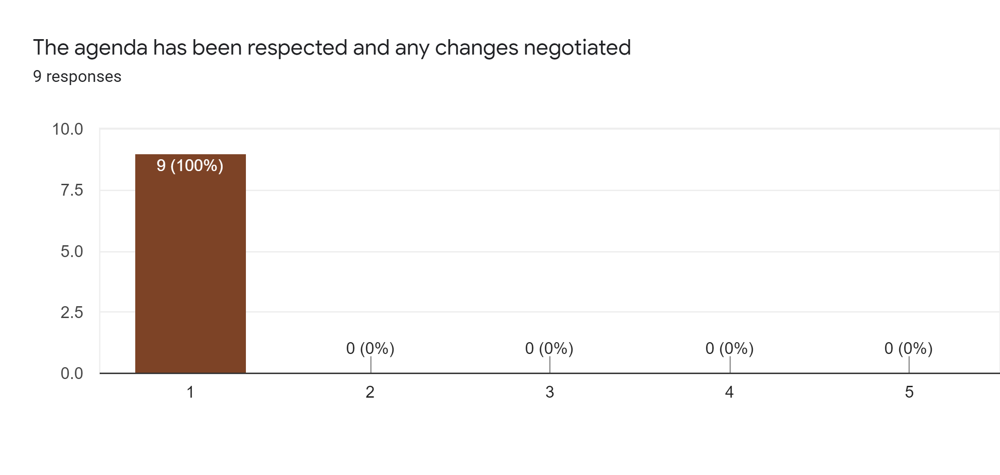 The agenda has been respected and any changes negotiated
9 responses
10.0
9 (100%)
7.5
5.0
2.5
0 (0%) 0 (0%) 0 (0%) 0 (0%)
0.0
1 2 3 4 5